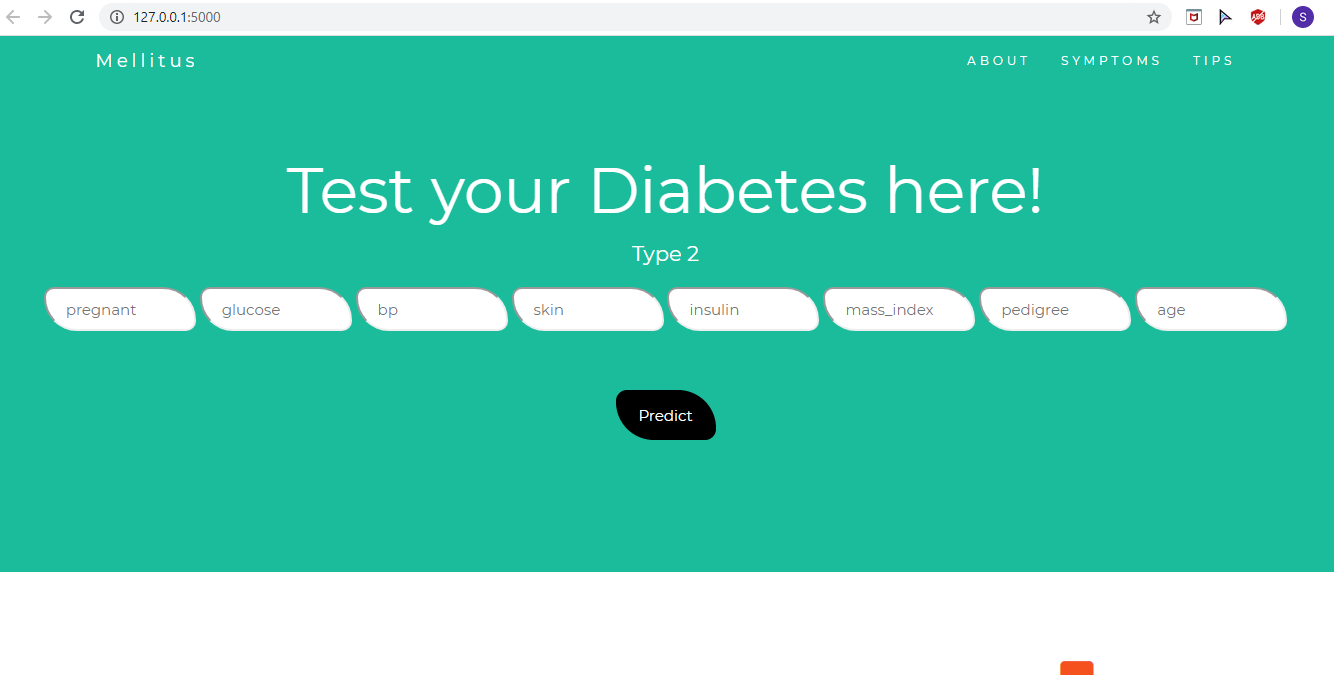 127.0.0.1:5000
S
Mellitus
ABOUT SYMPTOMS TIPS
Test your Diabetes here!
Type 2
pregnant glucose bp skin insulin mass_index pedigree age
Predict